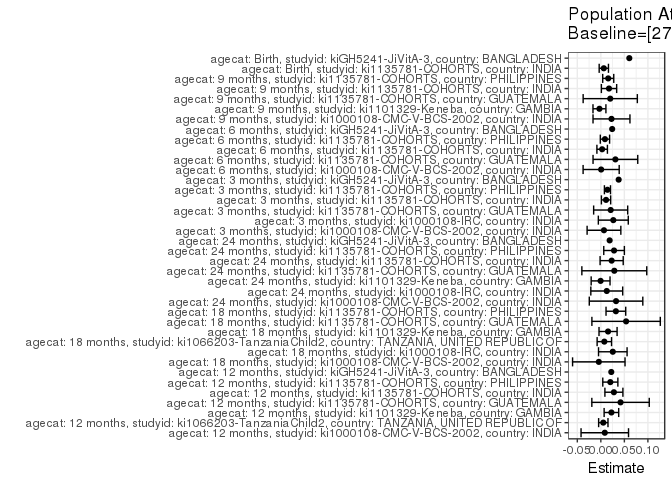 Population A
Baseline=[27
agecat: Birth, studyid: kiGH5241-JiVitA-3, country: BANGLADESH
agecat: Birth, studyid: ki1135781-COHORTS, country: INDIA
agecat: 9 months, studyid: ki1135781-COHORTS, country: PHILIPPINES
agecat: 9 months, studyid: ki1135781-COHORTS, country: INDIA
agecat: 9 months, studyid: ki1135781-COHORTS, country: GUATEMALA
agecat: 9 months, studyid: ki1101329-Keneba, country: GAMBIA
agecat: 9 months, studyid: ki1000108-CMC-V-BCS-2002, country: INDIA
agecat: 6 months, studyid: kiGH5241-JiVitA-3, country: BANGLADESH
agecat: 6 months, studyid: ki1135781-COHORTS, country: PHILIPPINES
agecat: 6 months, studyid: ki1135781-COHORTS, country: INDIA
agecat: 6 months, studyid: ki1135781-COHORTS, country: GUATEMALA
agecat: 6 months, studyid: ki1000108-CMC-V-BCS-2002, country: INDIA
agecat: 3 months, studyid: kiGH5241-JiVitA-3, country: BANGLADESH
agecat: 3 months, studyid: ki1135781-COHORTS, country: PHILIPPINES
agecat: 3 months, studyid: ki1135781-COHORTS, country: INDIA
agecat: 3 months, studyid: ki1135781-COHORTS, country: GUATEMALA
agecat: 3 months, studyid: ki1000108-IRC, country: INDIA
agecat: 3 months, studyid: ki1000108-CMC-V-BCS-2002, country: INDIA
agecat: 24 months, studyid: kiGH5241-JiVitA-3, country: BANGLADESH
agecat: 24 months, studyid: ki1135781-COHORTS, country: PHILIPPINES
agecat: 24 months, studyid: ki1135781-COHORTS, country: INDIA
agecat: 24 months, studyid: ki1135781-COHORTS, country: GUATEMALA
agecat: 24 months, studyid: ki1101329-Keneba, country: GAMBIA
agecat: 24 months, studyid: ki1000108-IRC, country: INDIA
agecat: 24 months, studyid: ki1000108-CMC-V-BCS-2002, country: INDIA
agecat: 18 months, studyid: ki1135781-COHORTS, country: PHILIPPINES
agecat: 18 months, studyid: ki1135781-COHORTS, country: GUATEMALA
agecat: 18 months, studyid: ki1101329-Keneba, country: GAMBIA
agecat: 18 months, studyid: ki1066203-TanzaniaChild2, country: TANZANIA, UNITED REPUBLIC OF
agecat: 18 months, studyid: ki1000108-IRC, country: INDIA
agecat: 18 months, studyid: ki1000108-CMC-V-BCS-2002, country: INDIA
agecat: 12 months, studyid: kiGH5241-JiVitA-3, country: BANGLADESH
agecat: 12 months, studyid: ki1135781-COHORTS, country: PHILIPPINES
agecat: 12 months, studyid: ki1135781-COHORTS, country: INDIA
agecat: 12 months, studyid: ki1135781-COHORTS, country: GUATEMALA
agecat: 12 months, studyid: ki1101329-Keneba, country: GAMBIA
agecat: 12 months, studyid: ki1066203-TanzaniaChild2, country: TANZANIA, UNITED REPUBLIC OF
agecat: 12 months, studyid: ki1000108-CMC-V-BCS-2002, country: INDIA
-0.05 0.00 0.05 0.10
Estimate